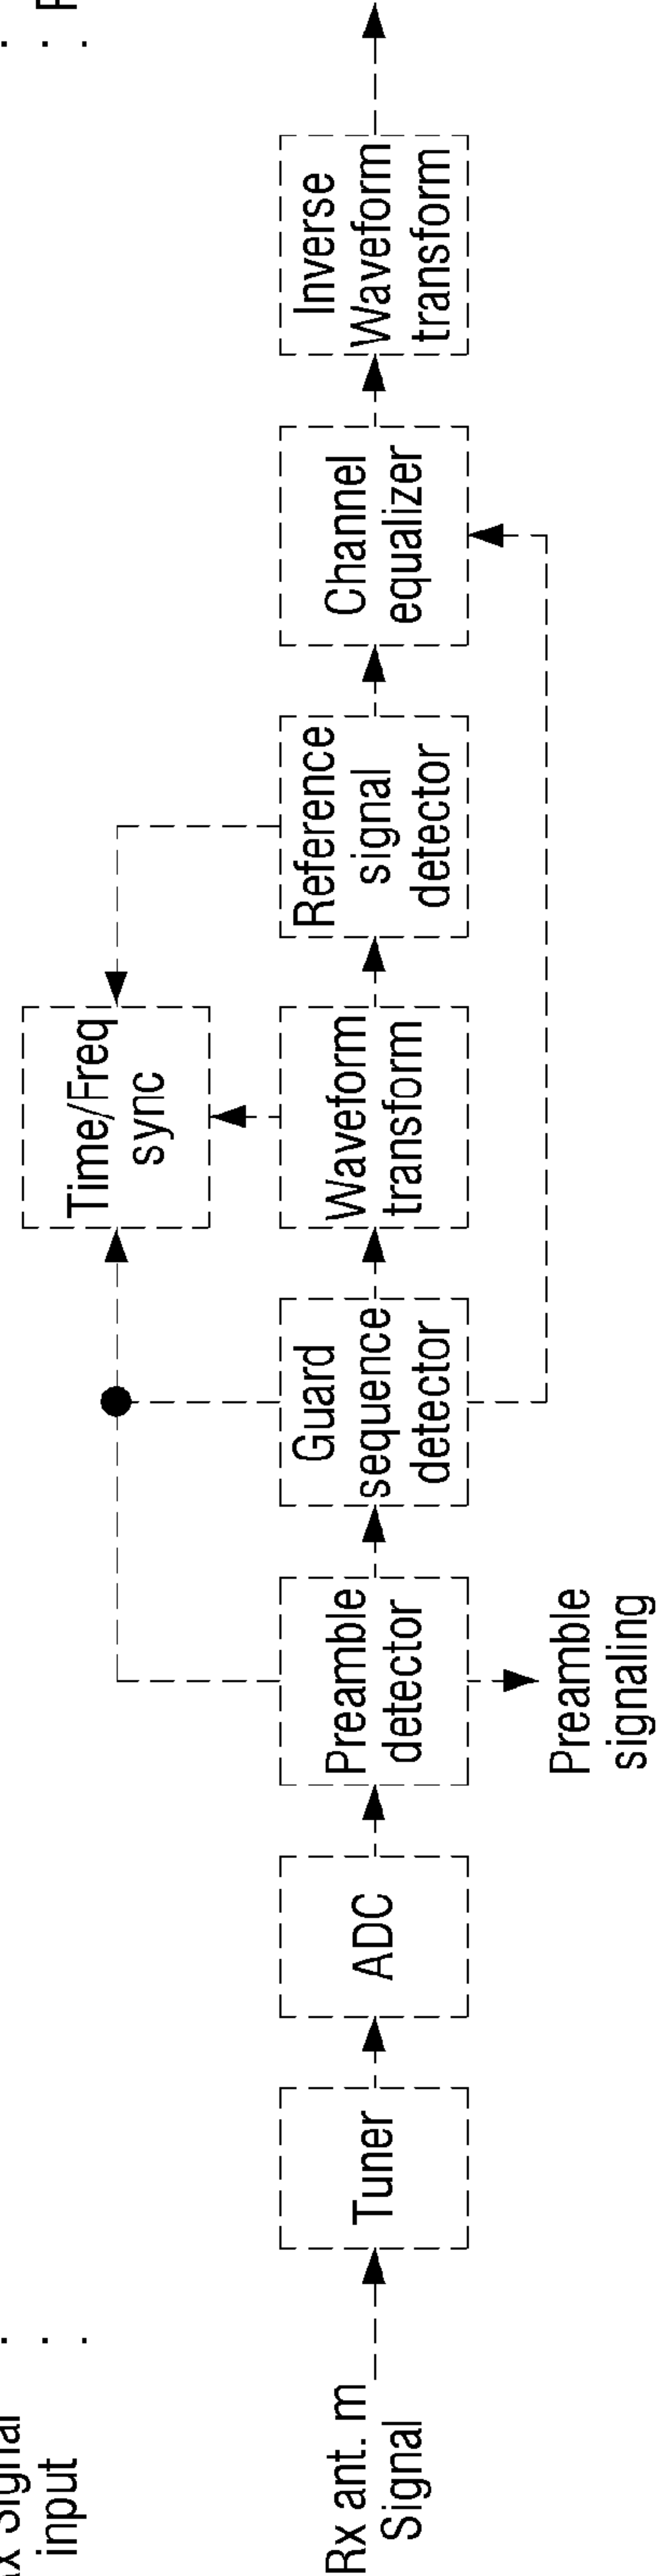 Signal
input
Rx ant. m
Signal
Tuner
ADC
Preamble
detector
Preamble
signaling
Guard
sequence
detector
Time/Freq
sync
Waveform
transform
Reference
signal
detector
Channel
equalizer
Inverse
Waveform
transform